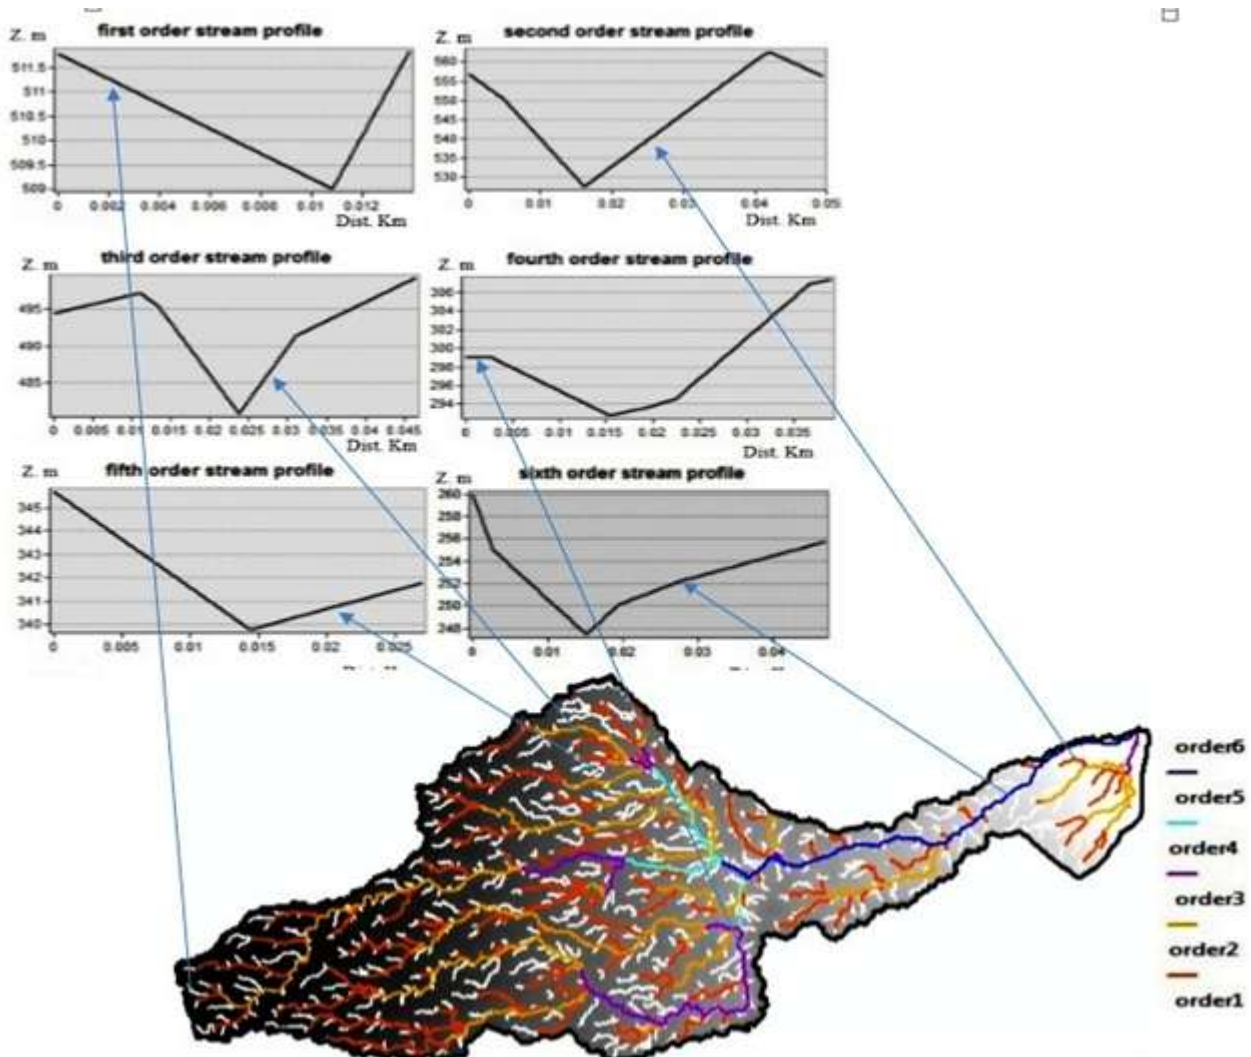 first order stream profile
Z. m
511.5
511
510.5
510
509.5
509
0 0.002 0.004 0.006 0.008 0.01 0.012
Dist. Km
second order stream profile
Z. m
560
555
550
545
540
535
530
0 0.01 0.02 0.03 0.04 0.05
Dist. Km
third order stream profile
Z. m
495
490
485
0 0.005 0.01 0.015 0.02 0.025 0.03 0.035 0.04 0.045
Dist. Km
fourth order stream profile
Z. m
306
304
302
300
298
296
294
0 0.005 0.01 0.015 0.02 0.025 0.03 0.035
Dist. Km
fifth order stream profile
Z. m
345
344
343
342
341
340
0 0.005 0.01 0.015 0.02 0.025
sixth order stream profile
Z. m
260
258
256
254
252
250
248
0 0.01 0.02 0.03 0.04
order6
order5
order4
order3
order2
order1